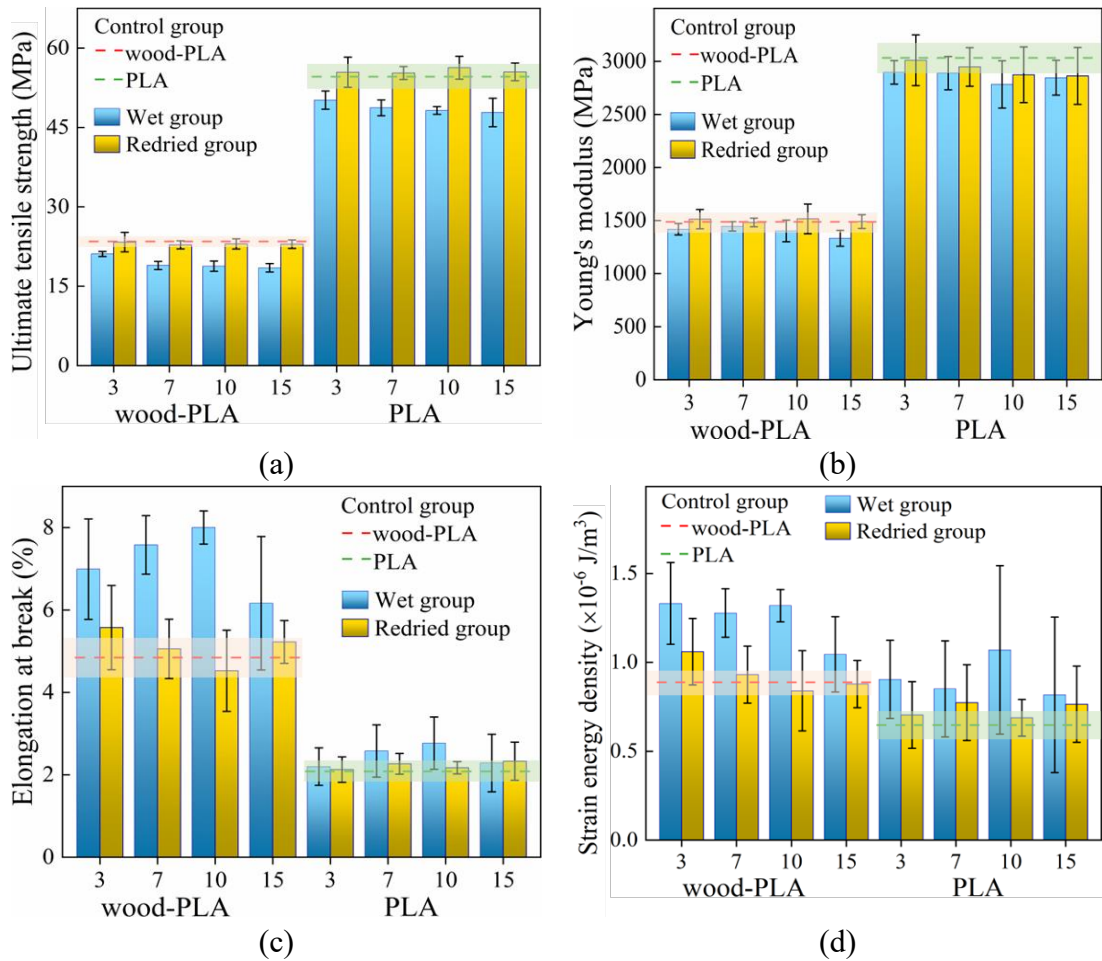 Ultimate tensile strength (MPa)
60
45
30
15
0
Control group
wood-PLA
PLA
Wet group
Redried group
3 7 10 15 3 7 10 15
wood-PLA PLA
(a)
Young's modulus (MPa)
3000
2500
2000
1500
1000
500
0
Control group
wood-PLA
PLA
Wet group
Redried group
3 7 10 15 3 7 10 15
wood-PLA PLA
(b)
Elongation at break (%)
8
6
4
2
0
Control group
wood-PLA
PLA
Wet group
Redried group
3 7 10 15 3 7 10 15
wood-PLA PLA
(c)
Strain energy density (×10⁻⁶ J/m³)
1.5
1.0
0.5
0.0
Control group
wood-PLA
PLA
Wet group
Redried group
3 7 10 15 3 7 10 15
wood-PLA PLA
(d)